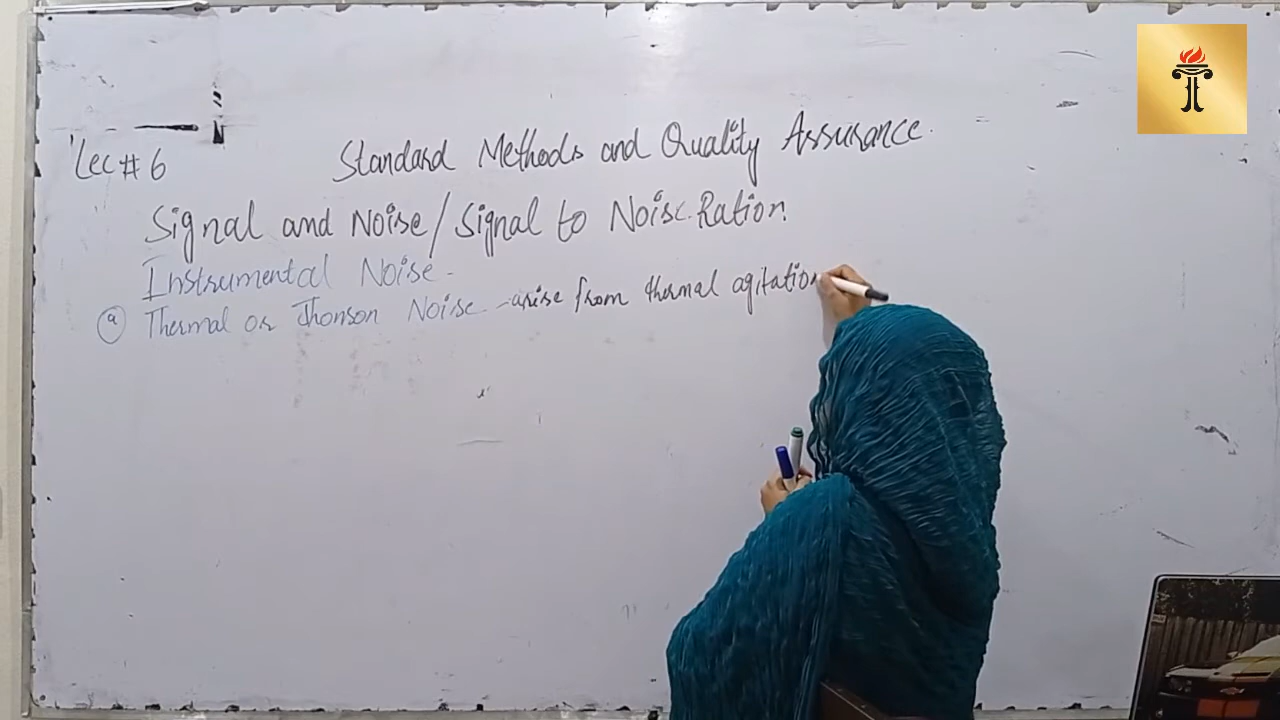 Lec # 6
Standard Methods and Quality Assurance.
Signal and Noise/Signal to Noise Ration
Instrumental Noise -
(a) Thermal or Jhonson Noise - arise from thermal agitation